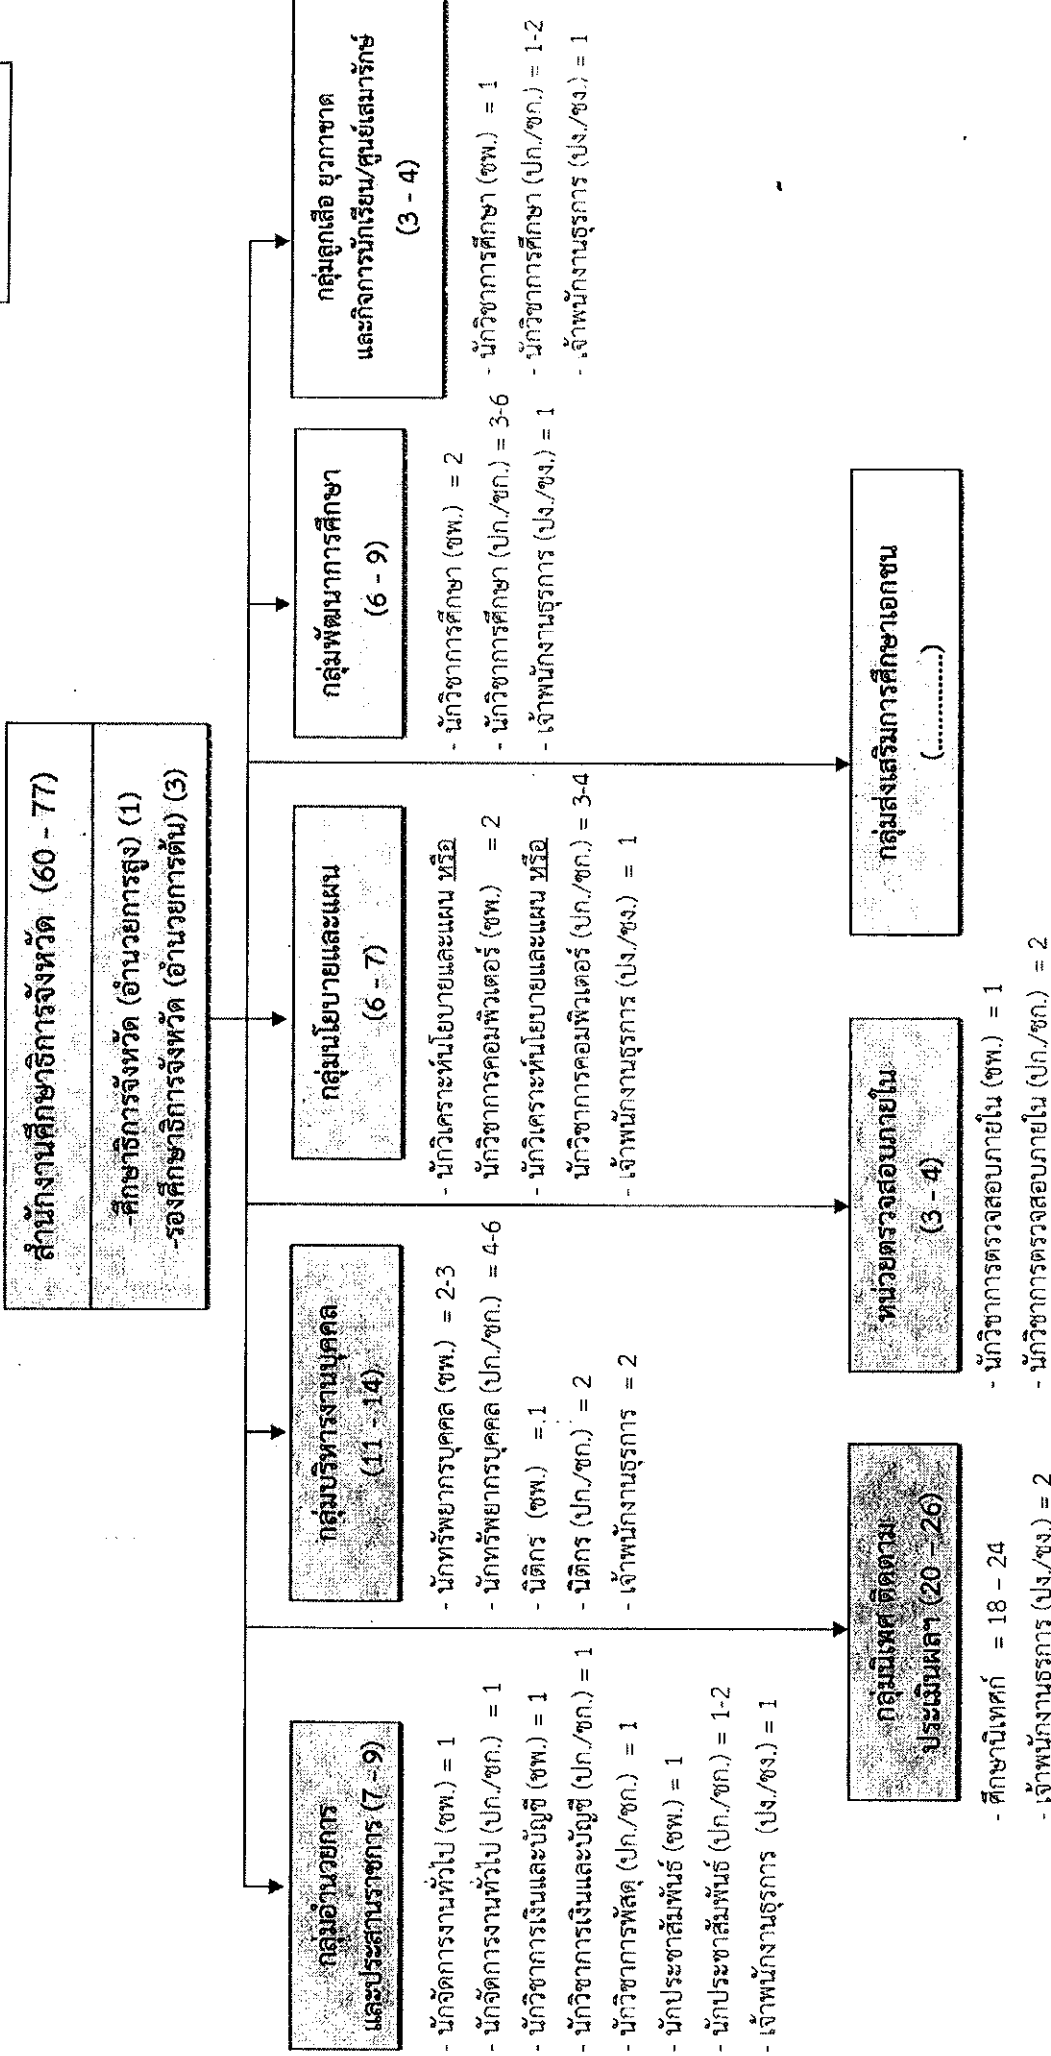 สำนักงานศึกษาธิการจังหวัด (60 - 77)
-ศึกษาธิการจังหวัด (อำนวยการสูง) (1)
-รองศึกษาธิการจังหวัด (อำนวยการต้น) (3)
กลุ่มอำนวยการ
และประสานราชการ (7 - 9)
- นักจัดการงานทั่วไป (ชพ.) = 1
- นักจัดการงานทั่วไป (ปก./ชก.) = 1
- นักวิชาการเงินและบัญชี (ชพ.) = 1
- นักวิชาการเงินและบัญชี (ปก./ชก.) = 1
- นักวิชาการพัสดุ (ปก./ชก.) = 1
- นักประชาสัมพันธ์ (ชพ.) = 1
- นักประชาสัมพันธ์ (ปก./ชก.) = 1-2
- เจ้าพนักงานธุรการ (ปง./ชง.) = 1
กลุ่มบริหารงานบุคคล
(11 - 14)
- นักทรัพยากรบุคคล (ชพ.) = 2-3
- นักทรัพยากรบุคคล (ปก./ชก.) = 4-6
- นิติกร (ชพ.) = 1
- นิติกร (ปก./ชก.) = 2
- เจ้าพนักงานธุรการ = 2
กลุ่มนโยบายและแผน
(6 - 7)
- นักวิเคราะห์นโยบายและแผน หรือ
นักวิชาการคอมพิวเตอร์ (ชพ.) = 2
- นักวิเคราะห์นโยบายและแผน หรือ
นักวิชาการคอมพิวเตอร์ (ปก./ชก.) = 3-4
- เจ้าพนักงานธุรการ (ปง./ชง.) = 1
กลุ่มพัฒนาการศึกษา
(6 - 9)
- นักวิชาการศึกษา (ชพ.) = 2
- นักวิชาการศึกษา (ปก./ชก.) = 3-6
- เจ้าพนักงานธุรการ (ปง./ชง.) = 1
กลุ่มลูกเสือ ยุวกาชาด
และกิจการนักเรียน/ศูนย์เสมารักษ์
(3 - 4)
- นักวิชาการศึกษา (ชพ.) = 1
- นักวิชาการศึกษา (ปก./ชก.) = 1-2
- เจ้าพนักงานธุรการ (ปง./ชง.) = 1
กลุ่มนิเทศ ติดตาม
ประเมินผลฯ (20 - 26)
- ศึกษานิเทศก์ = 18 - 24
- เจ้าพนักงานธุรการ (ปง./ชง.) = 2
หน่วยตรวจสอบภายใน
(3 - 4)
- นักวิชาการตรวจสอบภายใน (ชพ.) = 1
- นักวิชาการตรวจสอบภายใน (ปก./ชก.) = 2
กลุ่มส่งเสริมการศึกษาเอกชน
(..............)